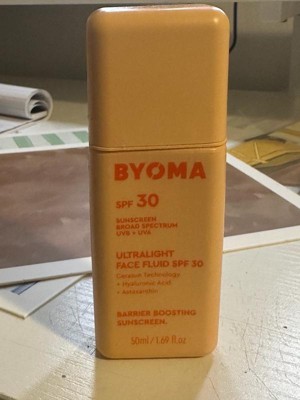 BYOMA
SPF 30
SUNSCREEN
BROAD SPECTRUM
UVB + UVA
ULTRALIGHT
FACE FLUID SPF 30
Ceramide Technology
+ Hyaluronic Acid
BARRIER BOOSTING
SUNSCREEN.
50ml / 1.69 fl.oz